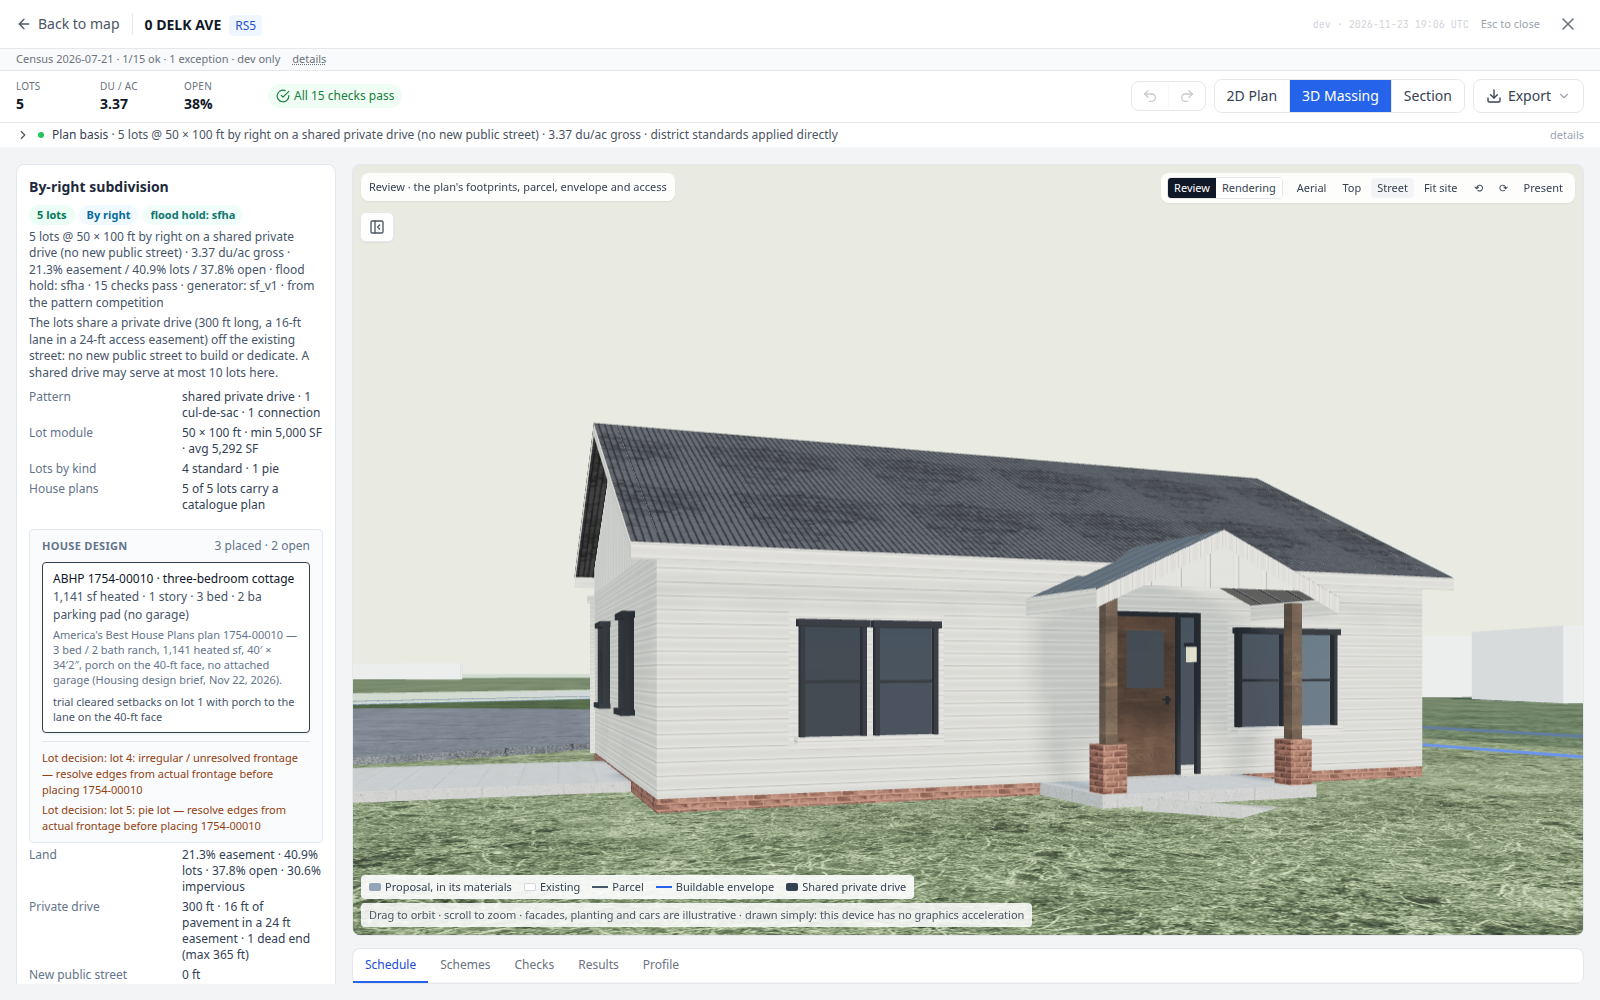 Back to map
0 DELK AVE RS5
dev · 2026-11-23 19:06 UTC
Esc to close
Census 2026-07-21 · 1/15 ok · 1 exception · dev only details
LOTS
5
DU / AC
3.37
OPEN
38%
All 15 checks pass
2D Plan
3D Massing
Section
Export
Plan basis · 5 lots @ 50 × 100 ft by right on a shared private drive (no new public street) · 3.37 du/ac gross · district standards applied directly
details
By-right subdivision
5 lots
By right
flood hold: sfha
5 lots @ 50 × 100 ft by right on a shared private
drive (no new public street) · 3.37 du/ac gross ·
21.3% easement / 40.9% lots / 37.8% open · flood
hold: sfha · 15 checks pass · generator: sf_v1 · from
the pattern competition
The lots share a private drive (300 ft long, a 16-ft
lane in a 24-ft access easement) off the existing
street: no new public street to build or dedicate. A
shared drive may serve at most 10 lots here.
Pattern
shared private drive · 1
cul-de-sac · 1 connection
Lot module
50 × 100 ft · min 5,000 SF
· avg 5,292 SF
Lots by kind
4 standard · 1 pie
House plans
5 of 5 lots carry a
catalogue plan
HOUSE DESIGN
3 placed · 2 open
ABHP 1754-00010 · three-bedroom cottage
1,141 sf heated · 1 story · 3 bed · 2 ba
parking pad (no garage)
America's Best House Plans plan 1754-00010 —
3 bed / 2 bath ranch, 1,141 heated sf, 40′ ×
34′2″, porch on the 40-ft face, no attached
garage (Housing design brief, Nov 22, 2026).
trial cleared setbacks on lot 1 with porch to the
lane on the 40-ft face
Lot decision: lot 4: irregular / unresolved frontage
— resolve edges from actual frontage before
placing 1754-00010
Lot decision: lot 5: pie lot — resolve edges from
actual frontage before placing 1754-00010
Land
21.3% easement · 40.9%
lots · 37.8% open · 30.6%
impervious
Private drive
300 ft · 16 ft of
pavement in a 24 ft
easement · 1 dead end
(max 365 ft)
New public street
0 ft
Review · the plan's footprints, parcel, envelope and access
Review
Rendering
Aerial
Top
Street
Fit site
Present
Proposal, in its materials
Existing
Parcel
Buildable envelope
Shared private drive
Drag to orbit · scroll to zoom · facades, planting and cars are illustrative · drawn simply: this device has no graphics acceleration
Schedule
Schemes
Checks
Results
Profile